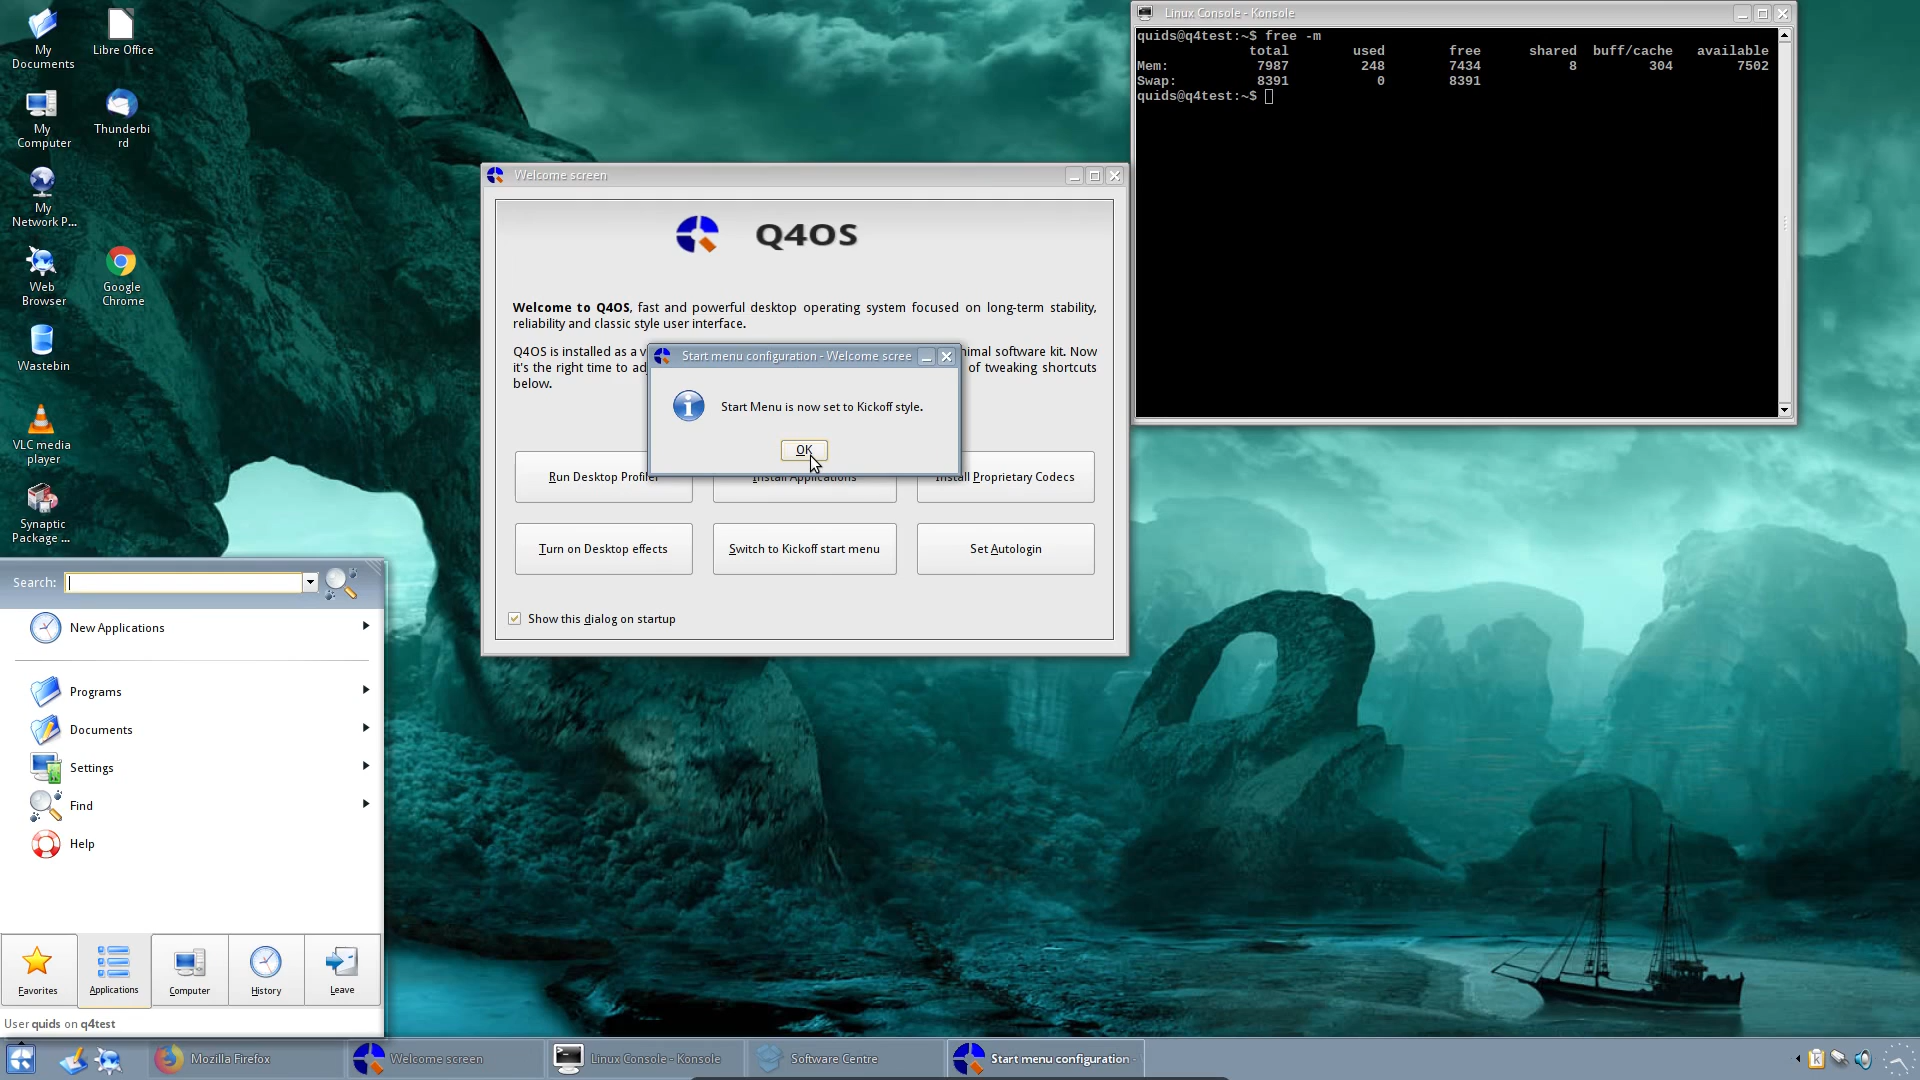 My
Documents
Libre Office
My
Computer
Thunderbi
rd
My
Network P...
Web
Browser
Google
Chrome
Wastebin
VLC media
player
Synaptic
Package ...
Linux Console - Konsole
quids@q4test:~$ free -m
total used free shared buff/cache available
Mem: 7987 248 7434 8 304 7502
Swap: 8391 0 8391
quids@q4test:~$
Welcome screen
Q4OS
Welcome to Q4OS, fast and powerful desktop operating system focused on long-term stability,
reliability and classic style user interface.
Q4OS is installed as a software kit. Now
it's the right time to of tweaking shortcuts
below.
Start menu configuration - Welcome scree
Start Menu is now set to Kickoff style.
OK
Run Desktop Profiler
Install Applications
Install Proprietary Codecs
Turn on Desktop effects
Switch to Kickoff start menu
Set Autologin
Show this dialog on startup
Search:
New Applications
Programs
Documents
Settings
Find
Help
Favorites
Applications
Computer
History
Leave
User quids on q4test
Mozilla Firefox
Welcome screen
Linux Console - Konsole
Software Centre
Start menu configuration -